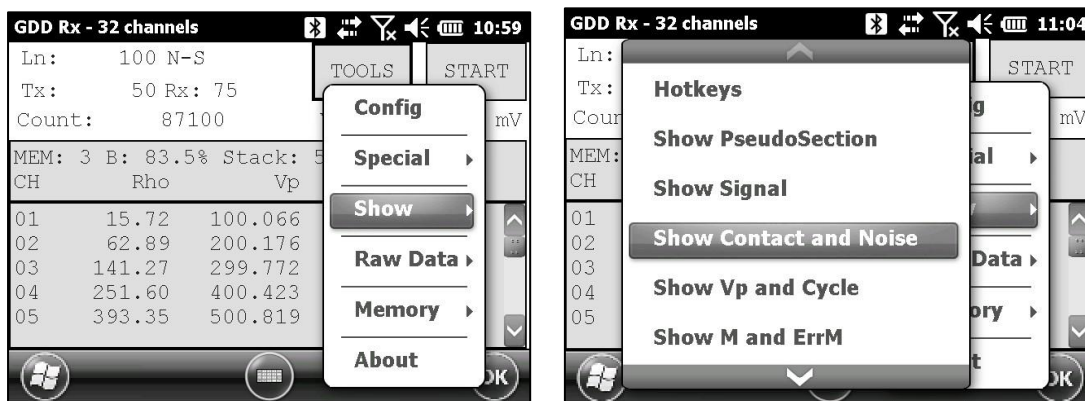 GDD Rx - 32 channels 10:59
Ln: 100 N-S
TOOLS START
Tx: 50 Rx: 75
Count: 87100 mV
MEM: 3 B: 83.5% Stack: 5
CH Rho Vp
01 15.72 100.066
02 62.89 200.176
03 141.27 299.772
04 251.60 400.423
05 393.35 500.819
Config
Special
Show
Raw Data
Memory
About
OK
GDD Rx - 32 channels 11:04
Ln:
START
Tx:
Coun mV
MEM:
CH
01
02
03
04
05
Hotkeys
Show PseudoSection
Show Signal
Show Contact and Noise
Show Vp and Cycle
Show M and ErrM
g
ial
Data
ory
t
OK